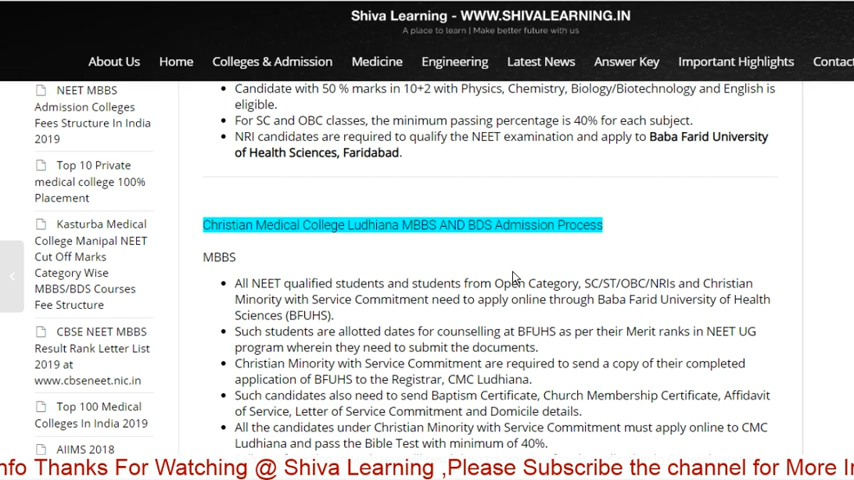 Shiva Learning - WWW.SHIVALEARNING.IN
A place to learn | Make better future with us
About Us Home Colleges & Admission Medicine Engineering Latest News Answer Key Important Highlights Contac
NEET MBBS
Admission Colleges
Fees Structure In India
2019
Top 10 Private
medical college 100%
Placement
Kasturba Medical
College Manipal NEET
Cut Off Marks
Category Wise
MBBS/BDS Courses
Fee Structure
CBSE NEET MBBS
Result Rank Letter List
2019 at
www.cbseneet.nic.in
Top 100 Medical
Colleges In India 2019
AIIMS 2018
Candidate with 50 % marks in 10+2 with Physics, Chemistry, Biology/Biotechnology and English is
eligible.
For SC and OBC classes, the minimum passing percentage is 40% for each subject.
NRI candidates are required to qualify the NEET examination and apply to Baba Farid University
of Health Sciences, Faridabad.
Christian Medical College Ludhiana MBBS AND BDS Admission Process
MBBS
All NEET qualified students and students from Open Category, SC/ST/OBC/NRIs and Christian
Minority with Service Commitment need to apply online through Baba Farid University of Health
Sciences (BFUHS).
Such students are allotted dates for counselling at BFUHS as per their Merit ranks in NEET UG
program wherein they need to submit the documents.
Christian Minority with Service Commitment are required to send a copy of their completed
application of BFUHS to the Registrar, CMC Ludhiana.
Such candidates also need to send Baptism Certificate, Church Membership Certificate, Affidavit
of Service, Letter of Service Commitment and Domicile details.
All the candidates under Christian Minority with Service Commitment must apply online to CMC
Ludhiana and pass the Bible Test with minimum of 40%.
nfo Thanks For Watching @ Shiva Learning ,Please Subscribe the channel for More In